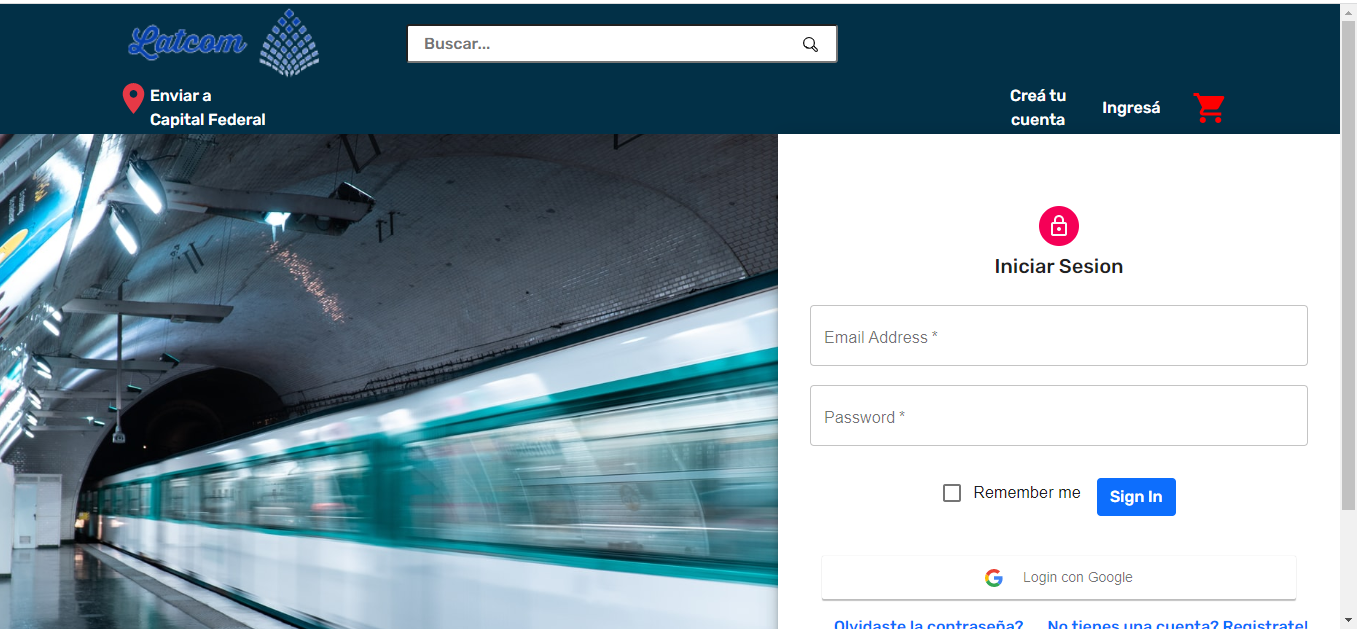 Latcom
Buscar...
Enviar a
Capital Federal
Creá tu
cuenta
Ingresá
Iniciar Sesion
Email Address *
Password *
Remember me
Sign In
Login con Google
Olvidaste la contraseña?
No tienes una cuenta? Registrate!